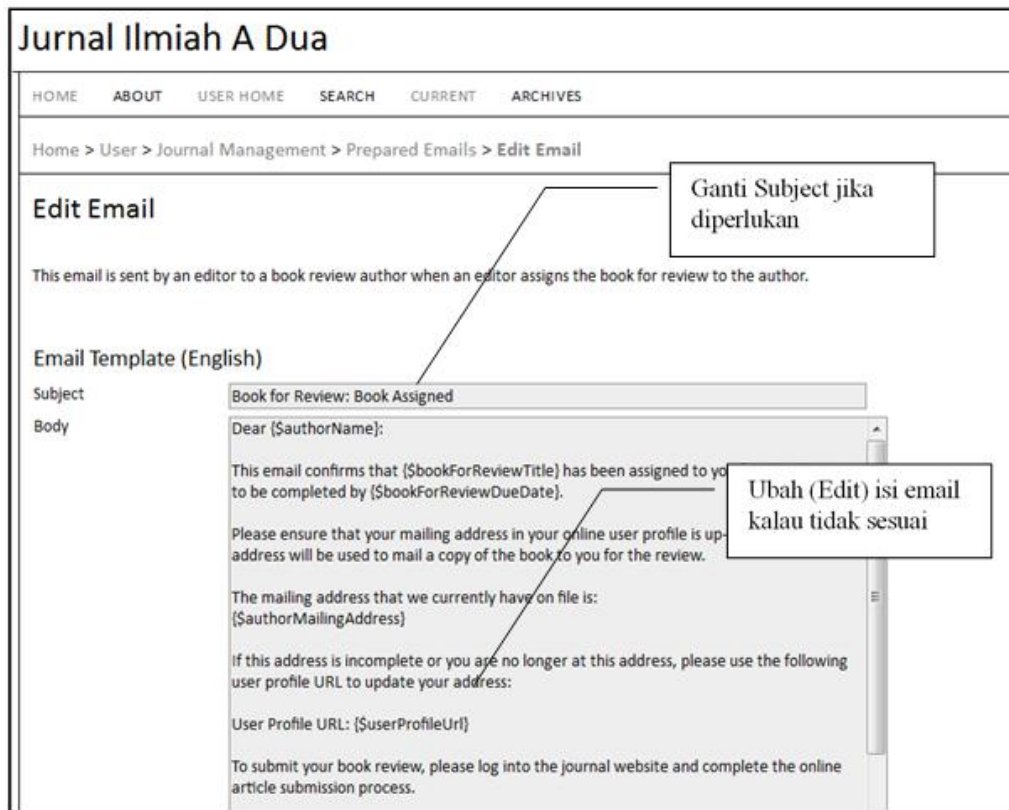 Jurnal Ilmiah A Dua
HOME ABOUT USER HOME SEARCH CURRENT ARCHIVES
Home > User > Journal Management > Prepared Emails > Edit Email
Ganti Subject jika
diperlukan
Edit Email
This email is sent by an editor to a book review author when an editor assigns the book for review to the author.
Email Template (English)
Subject
Book for Review: Book Assigned
Body
Dear {$authorName}:
This email confirms that {$bookForReviewTitle} has been assigned to
to be completed by {$bookForReviewDueDate}.
Ubah (Edit) isi email
kalau tidak sesuai
Please ensure that your mailing address in your online user profile is
address will be used to mail a copy of the book to you for the review.
The mailing address that we currently have on file is:
{$authorMailingAddress}
If this address is incomplete or you are no longer at this address, please use the following
user profile URL to update your address:
User Profile URL: {$userProfileUrl}
To submit your book review, please log into the journal website and complete the online
article submission process.